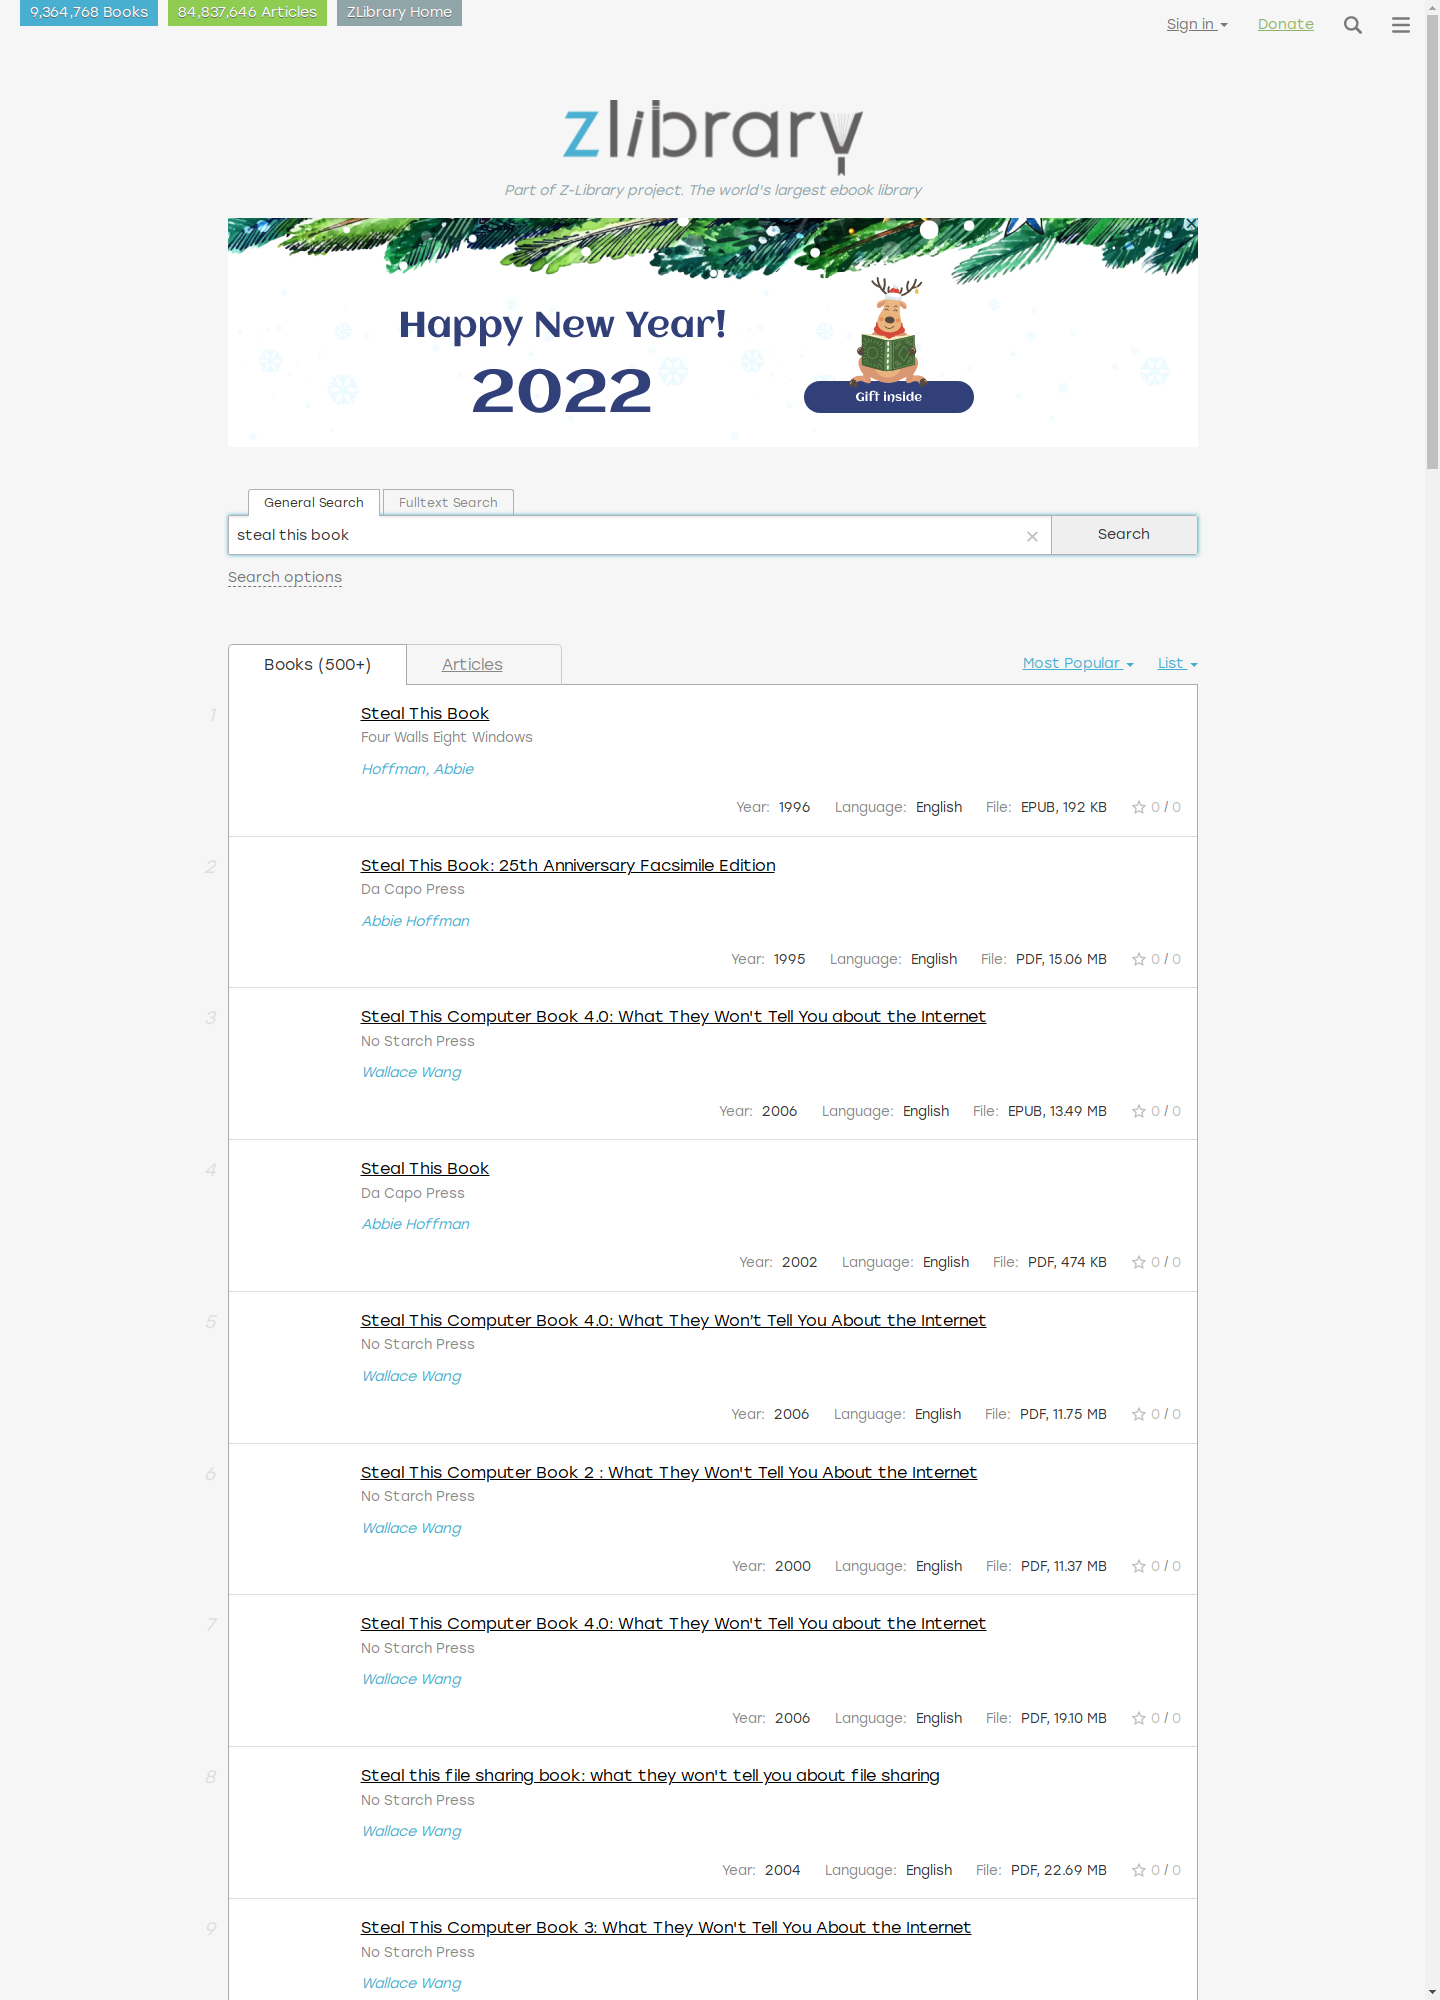 9,364,768 Books 84,837,646 Articles ZLibrary Home
Sign in Donate
zlibrary
Part of Z-Library project. The world's largest ebook library
Happy New Year!
2022
Gift inside
General Search Fulltext Search
steal this book Search
Search options
Books (500+) Articles Most Popular List
1 Steal This Book
Four Walls Eight Windows
Hoffman, Abbie
Year: 1996 Language: English File: EPUB, 192 KB 0 / 0
2 Steal This Book: 25th Anniversary Facsimile Edition
Da Capo Press
Abbie Hoffman
Year: 1995 Language: English File: PDF, 15.06 MB 0 / 0
3 Steal This Computer Book 4.0: What They Won't Tell You about the Internet
No Starch Press
Wallace Wang
Year: 2006 Language: English File: EPUB, 13.49 MB 0 / 0
4 Steal This Book
Da Capo Press
Abbie Hoffman
Year: 2002 Language: English File: PDF, 474 KB 0 / 0
5 Steal This Computer Book 4.0: What They Won’t Tell You About the Internet
No Starch Press
Wallace Wang
Year: 2006 Language: English File: PDF, 11.75 MB 0 / 0
6 Steal This Computer Book 2 : What They Won't Tell You About the Internet
No Starch Press
Wallace Wang
Year: 2000 Language: English File: PDF, 11.37 MB 0 / 0
7 Steal This Computer Book 4.0: What They Won't Tell You about the Internet
No Starch Press
Wallace Wang
Year: 2006 Language: English File: PDF, 19.10 MB 0 / 0
8 Steal this file sharing book: what they won't tell you about file sharing
No Starch Press
Wallace Wang
Year: 2004 Language: English File: PDF, 22.69 MB 0 / 0
9 Steal This Computer Book 3: What They Won't Tell You About the Internet
No Starch Press
Wallace Wang